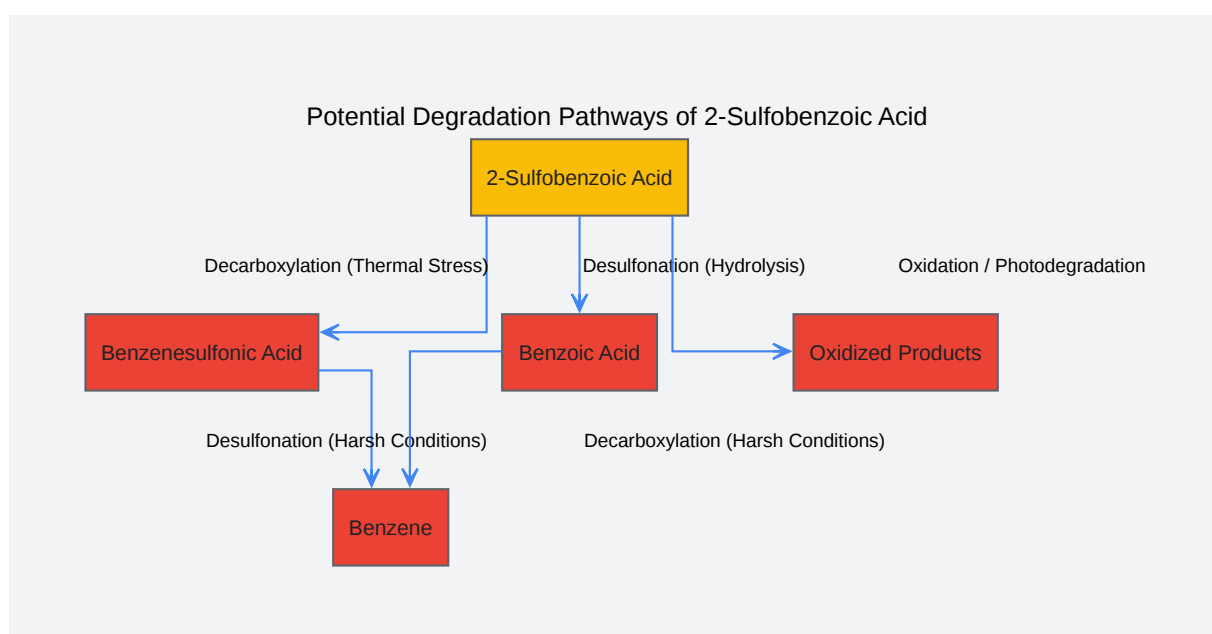 Potential Degradation Pathways of 2-Sulfobenzoic Acid
2-Sulfobenzoic Acid
Decarboxylation (Thermal Stress)
Desulfonation (Hydrolysis)
Oxidation / Photodegradation
Benzenesulfonic Acid
Benzoic Acid
Oxidized Products
Desulfonation (Harsh Conditions)
Decarboxylation (Harsh Conditions)
Benzene